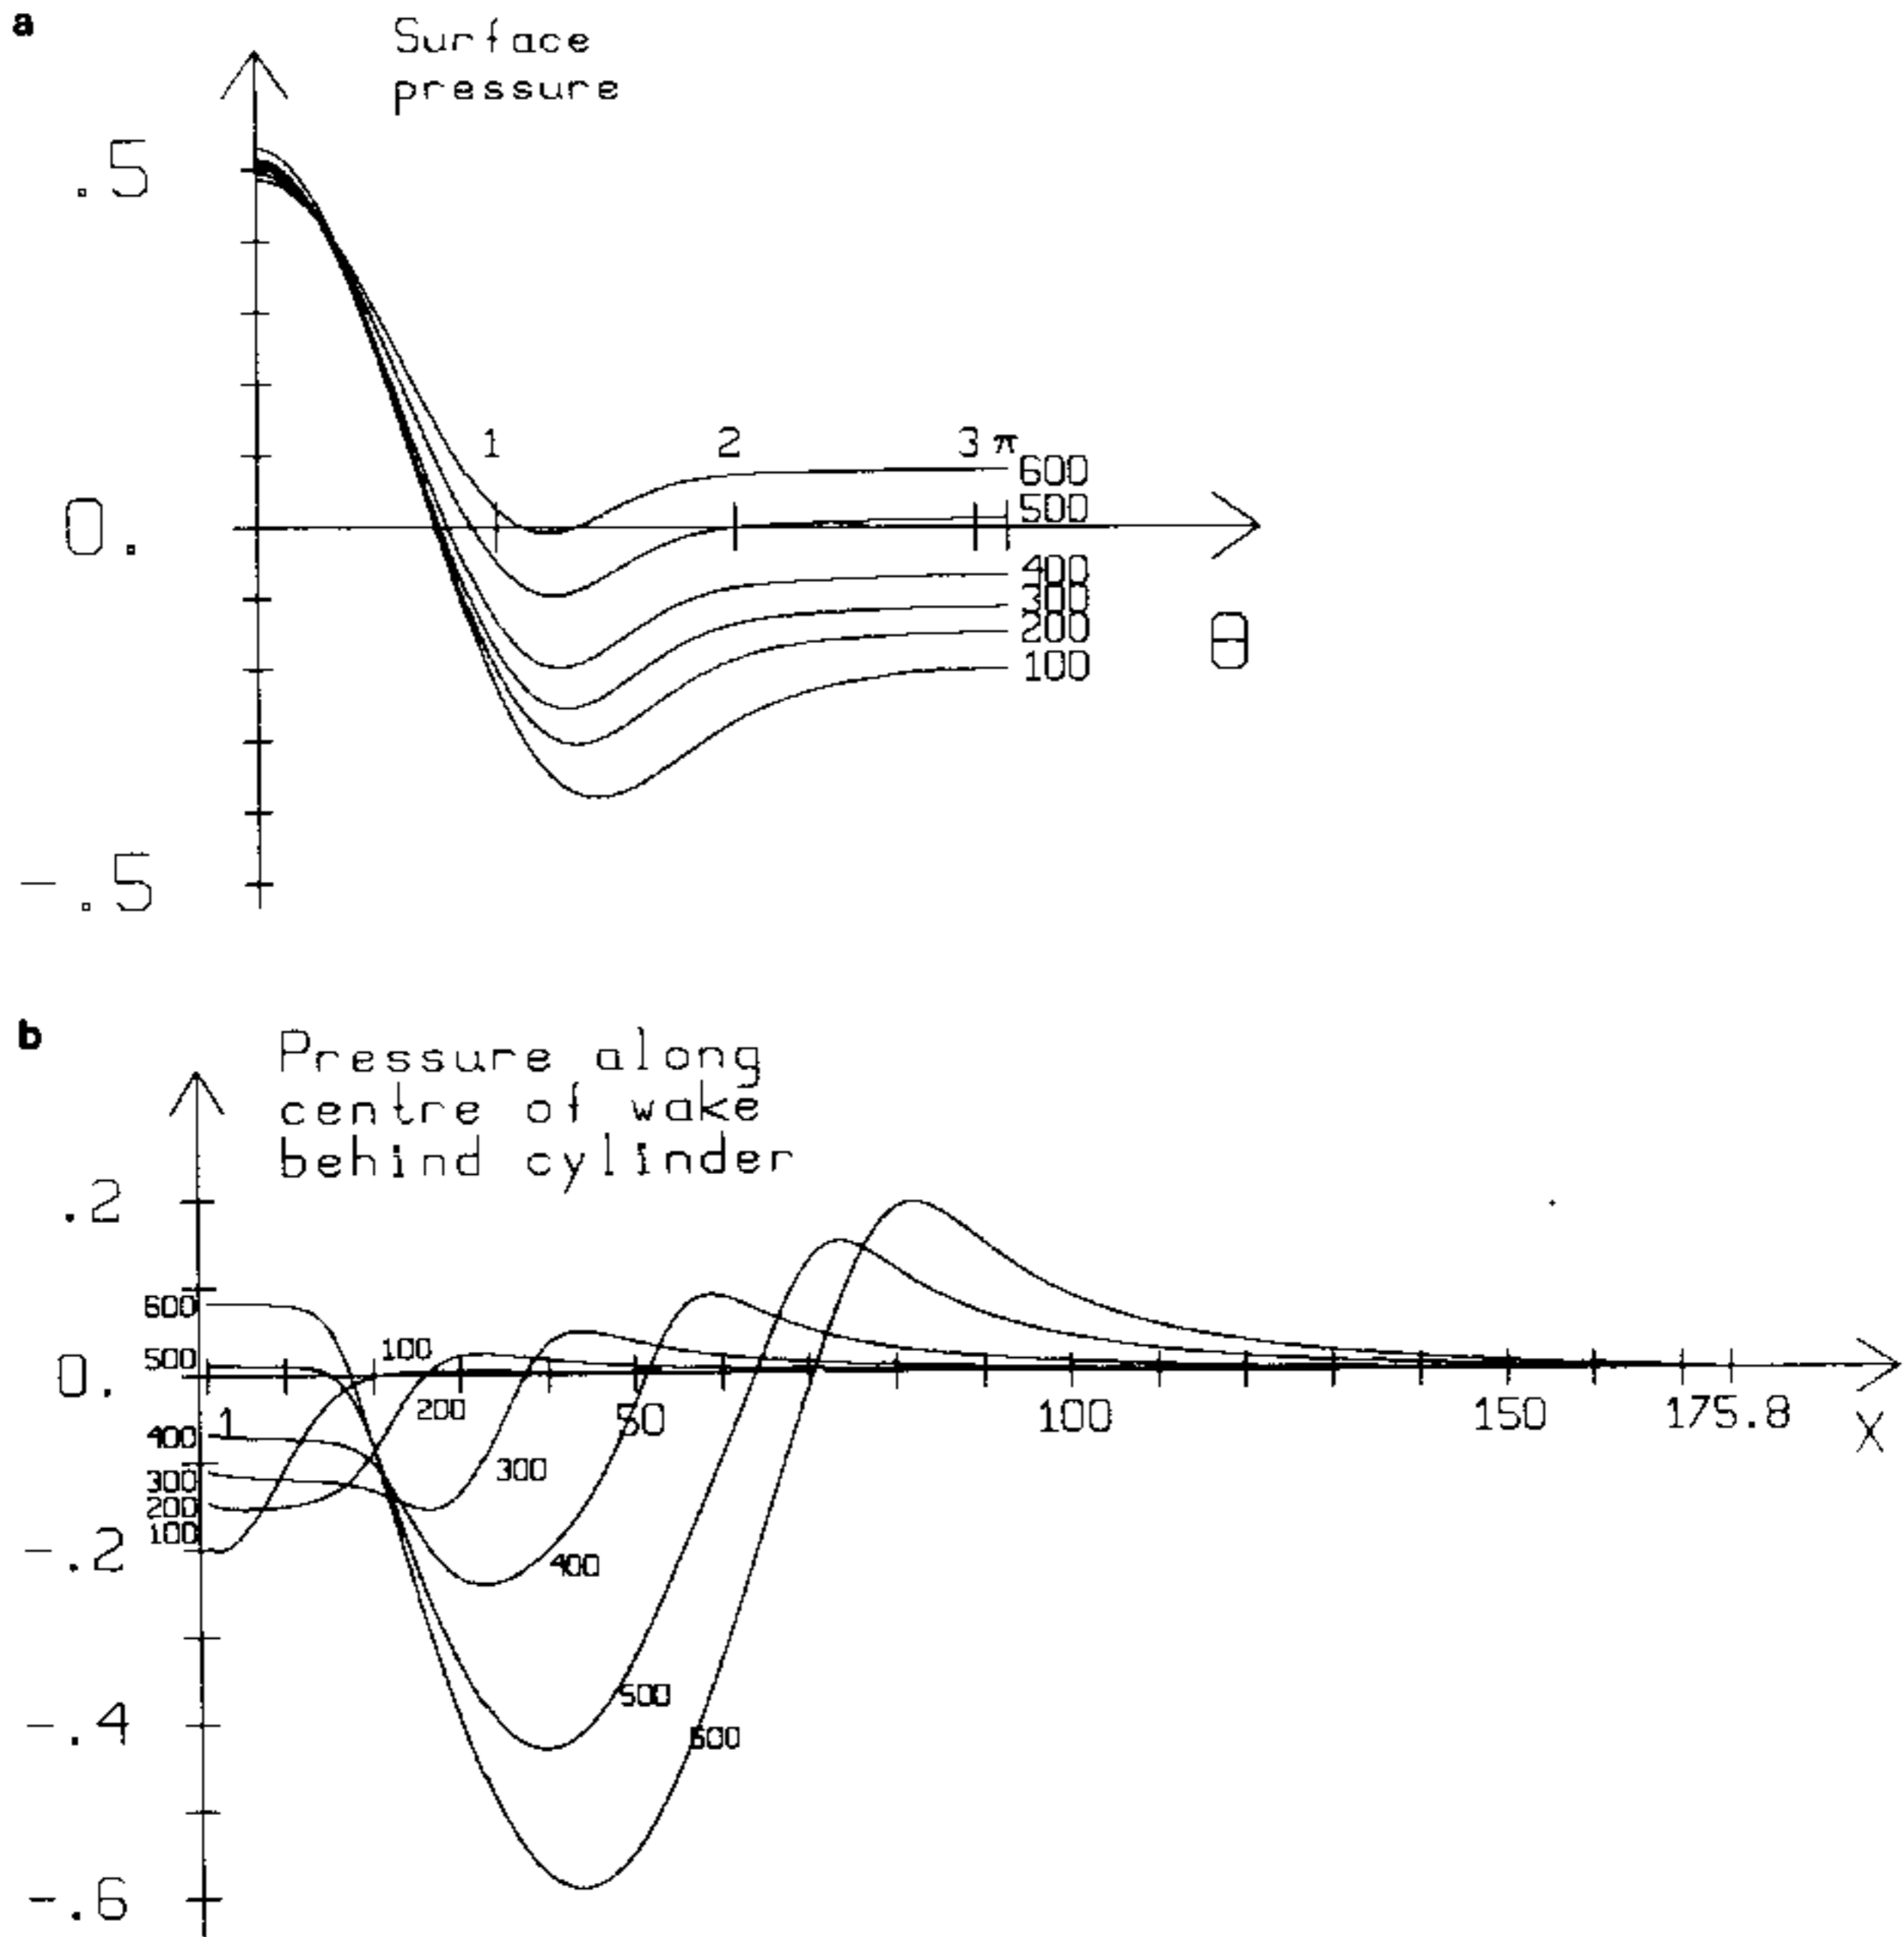 a
Surface
pressure
.5
1 2 3 π
600
500
0.
400
300
θ
200
100
-.5
b
Pressure along
centre of wake
behind cylinder
.2
600
100
500
0.
200
1 50 100 150 175.8 X
400
300
300
200
100
-.2
400
500
-.4
600
-.6